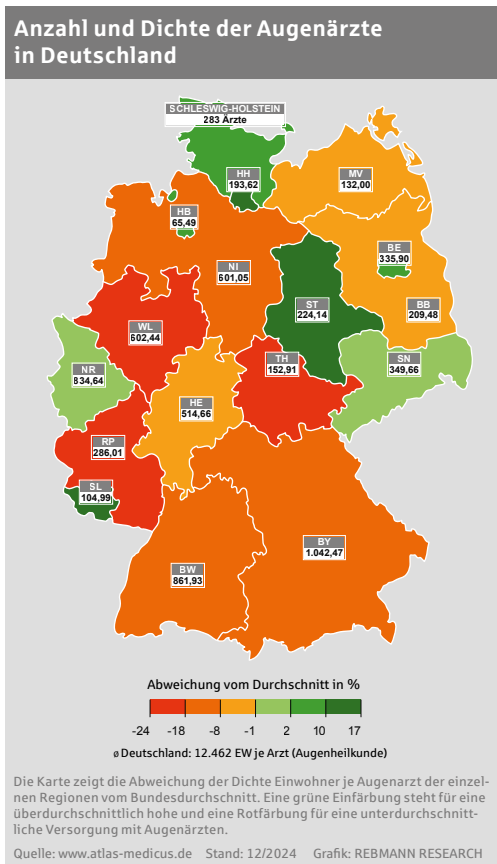 Anzahl und Dichte der Augenärzte
in Deutschland
SCHLESWIG-HOLSTEIN
283 Ärzte
HH
193,62
MV
132,00
HB
65,49
BE
335,90
NI
601,05
ST
224,14
BB
209,48
WL
602,44
TH
152,91
SN
349,66
NR
834,64
HE
514,66
RP
286,01
SL
104,99
BY
1.042,47
BW
861,93
Abweichung vom Durchschnitt in %
-24 -18 -8 -1 2 10 17
ø Deutschland: 12.462 EW je Arzt (Augenheilkunde)
Die Karte zeigt die Abweichung der Dichte Einwohner je Augenarzt der einzel-
nen Regionen vom Bundesdurchschnitt. Eine grüne Einfärbung steht für eine
überdurchschnittlich hohe und eine Rotfärbung für eine unterdurchschnitt-
liche Versorgung mit Augenärzten.
Quelle: www.atlas-medicus.de Stand: 12/2024 Grafik: REBMANN RESEARCH